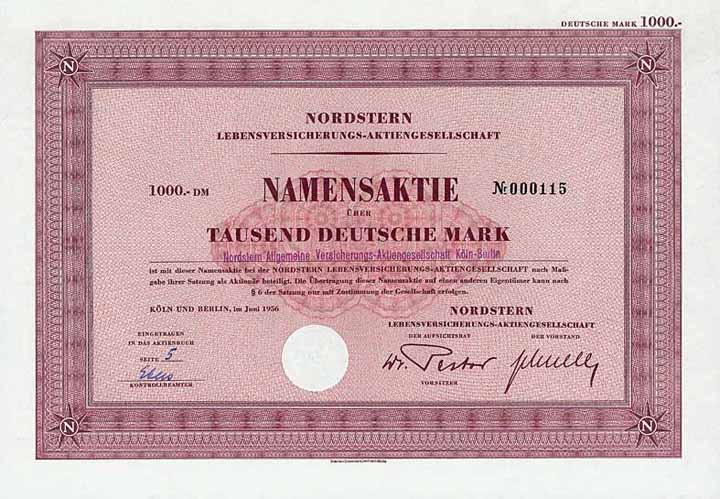 DEUTSCHE MARK 1000.-
N N
NORDSTERN
LEBENSVERSICHERUNGS-AKTIENGESELLSCHAFT
1000.- DM NAMENSAKTIE № 000115
ÜBER
TAUSEND DEUTSCHE MARK
Nordstern Allgemeine Versicherungs-Aktiengesellschaft Köln-Berlin
ist mit dieser Namensaktie bei der NORDSTERN LEBENSVERSICHERUNGS-AKTIENGESELLSCHAFT nach Maß-
gabe ihrer Satzung als Aktionär beteiligt. Die Übertragung dieser Namensaktie auf einen anderen Eigentümer kann nach
§ 6 der Satzung nur mit Zustimmung der Gesellschaft erfolgen.
KÖLN UND BERLIN, im Juni 1956
NORDSTERN
LEBENSVERSICHERUNGS-AKTIENGESELLSCHAFT
DER AUFSICHTSRAT DER VORSTAND
EINGETRAGEN
IN DAS AKTIENBUCH
SEITE 5
KONTROLLBEAMTER
VORSITZER
N N